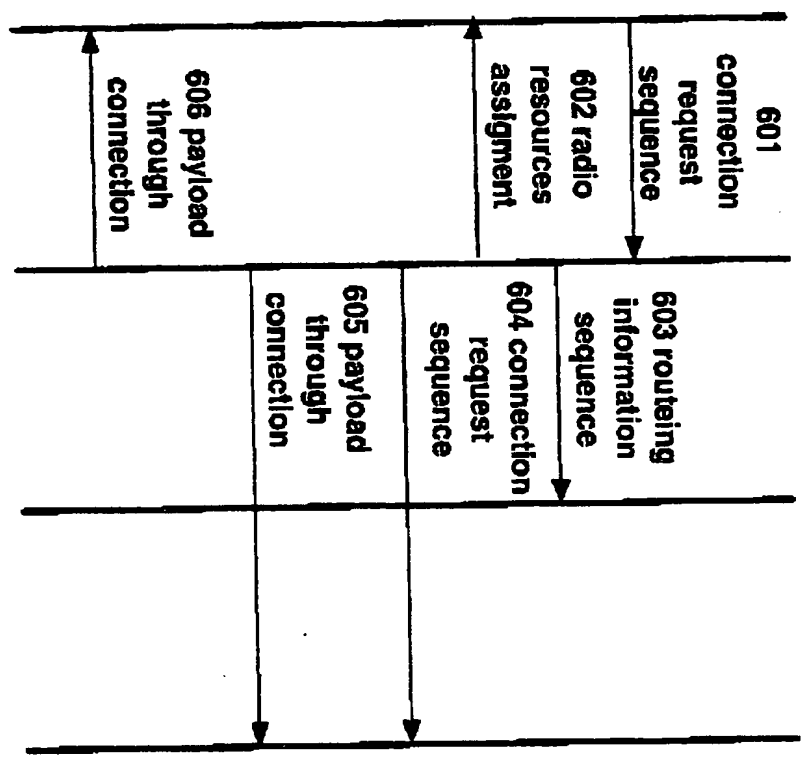 601
connection
request
sequence
602 radio
resources
assigment
603 routeing
information
sequence
604 connection
request
sequence
605 payload
through
connection
606 payload
through
connection